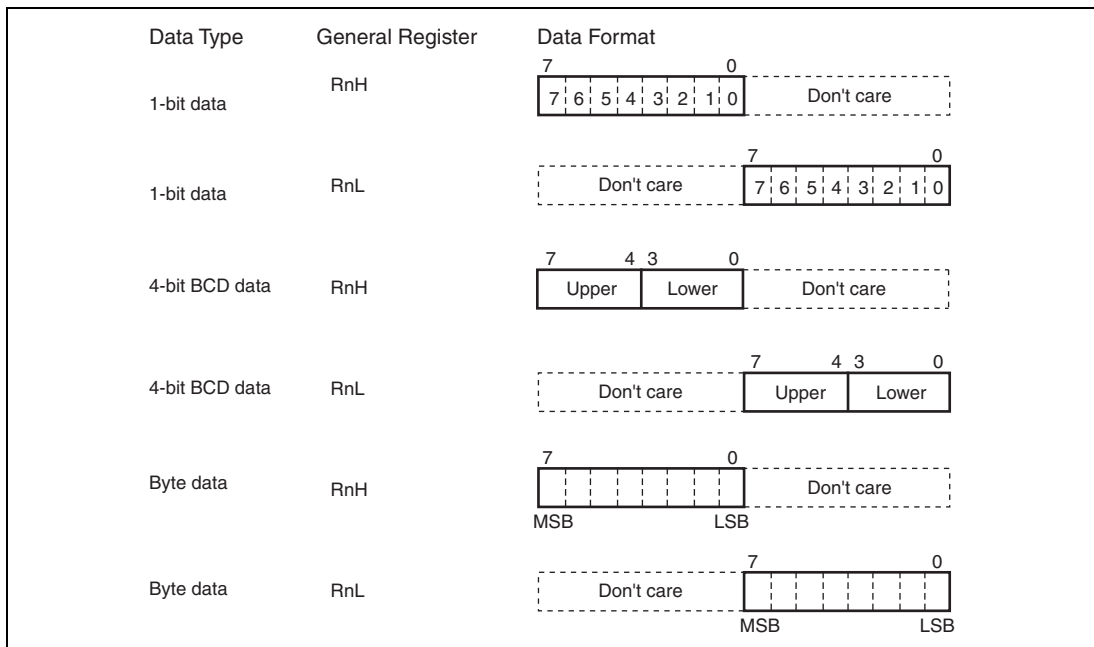 Data Type General Register Data Format
7 0
1-bit data RnH 7 6 5 4 3 2 1 0 Don't care
7 0
1-bit data RnL Don't care 7 6 5 4 3 2 1 0
7 4 3 0
4-bit BCD data RnH Upper Lower Don't care
7 4 3 0
4-bit BCD data RnL Don't care Upper Lower
7 0
Byte data RnH Don't care
MSB LSB
7 0
Byte data RnL Don't care
MSB LSB